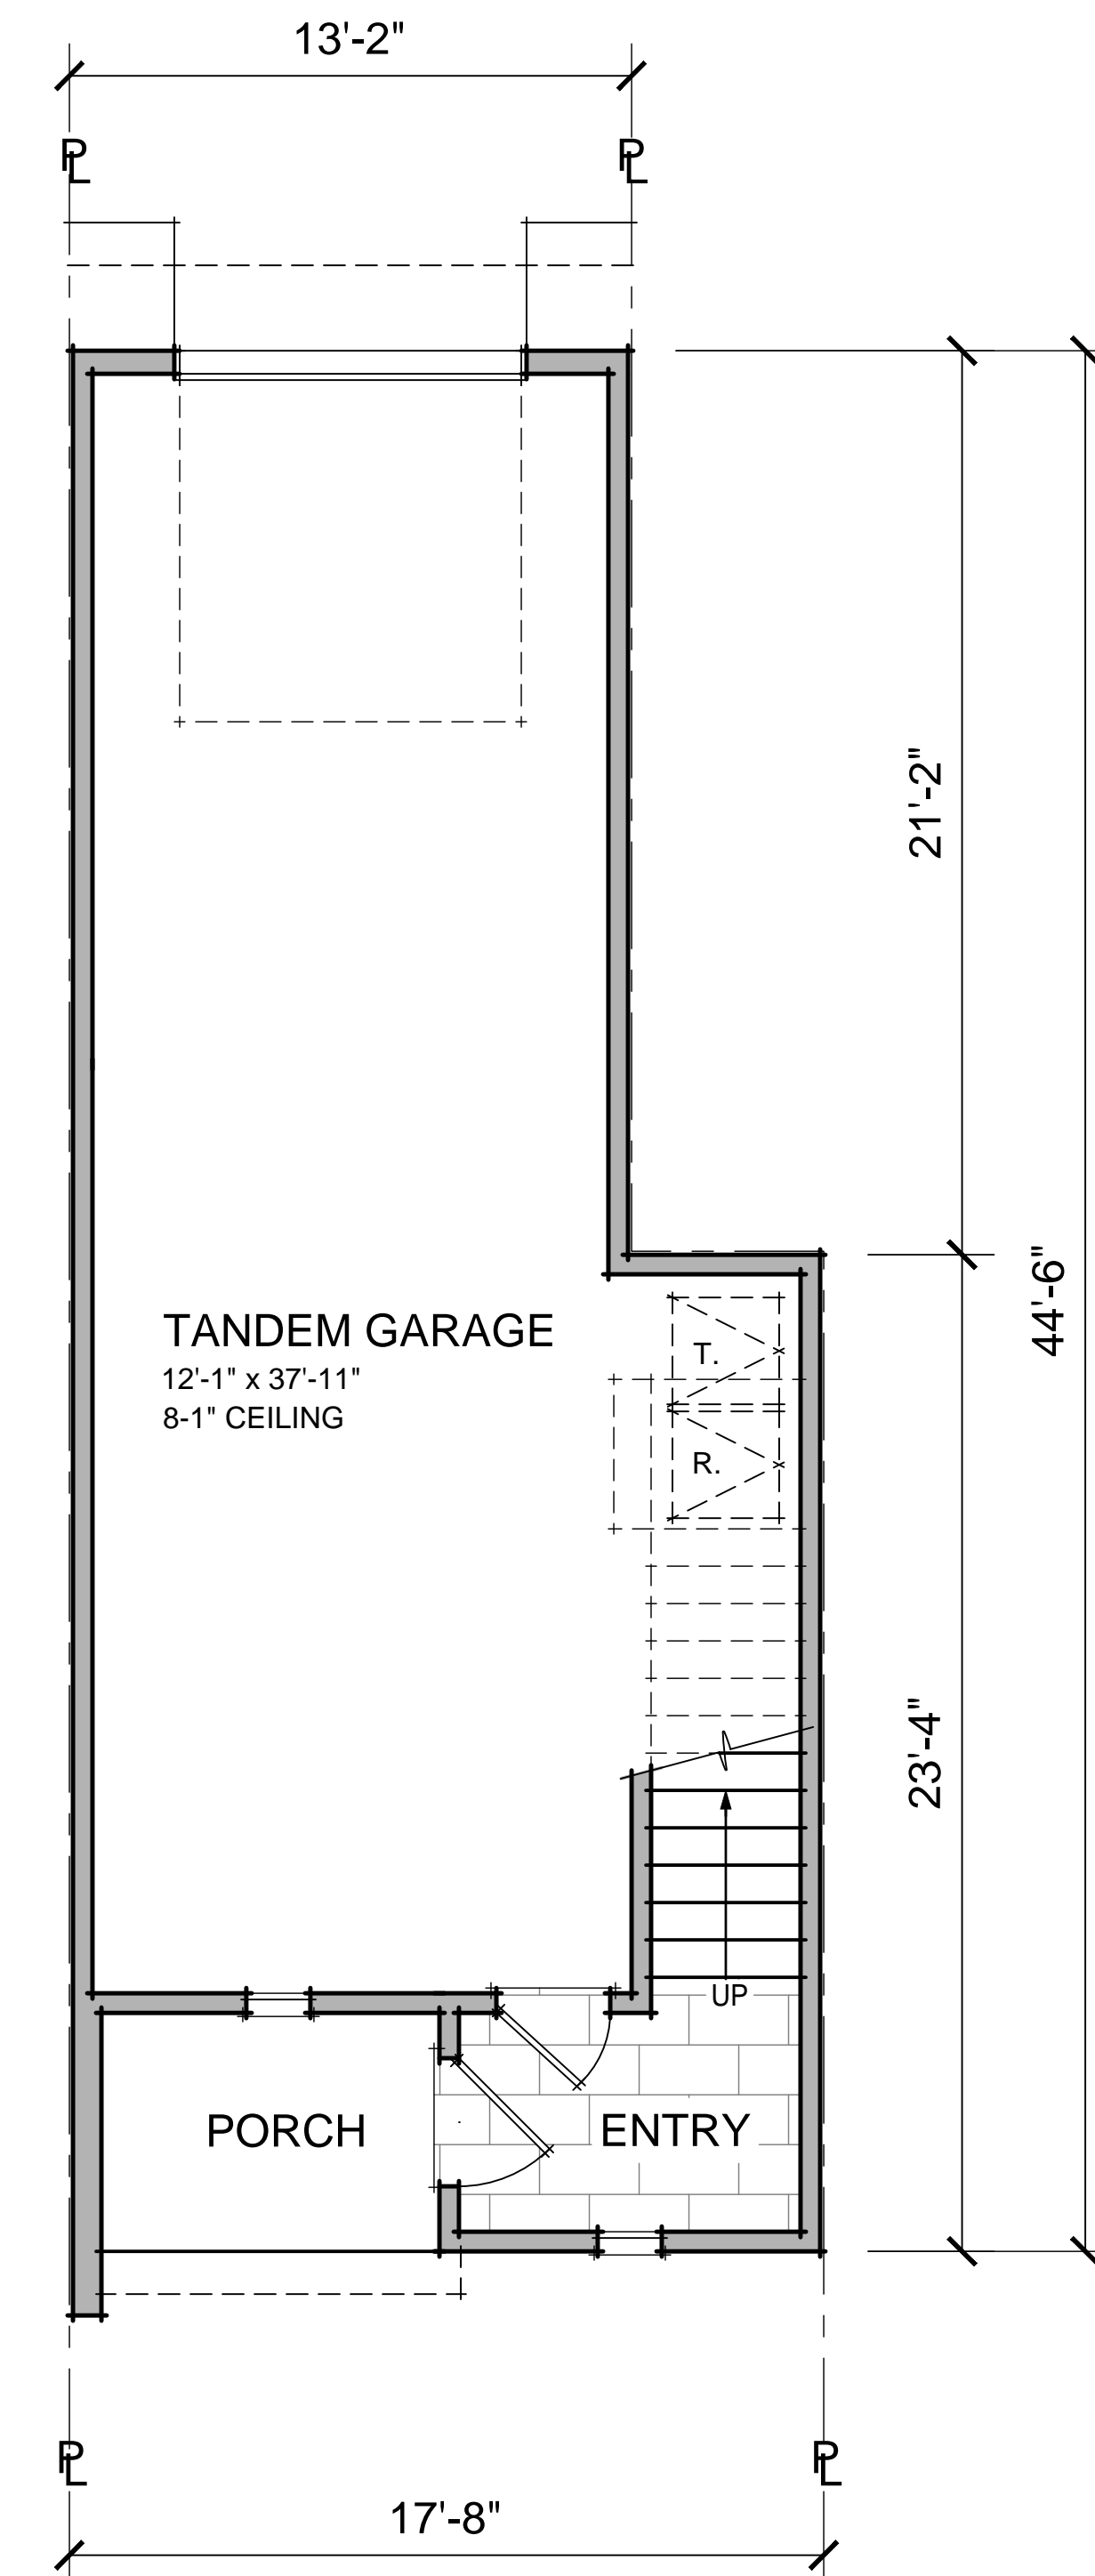 13'-2"
PL PL
21'-2"
44'-6"
TANDEM GARAGE
12'-1" x 37'-11"
8-1" CEILING
T.
R.
23'-4"
UP
PORCH
ENTRY
PL PL
17'-8"